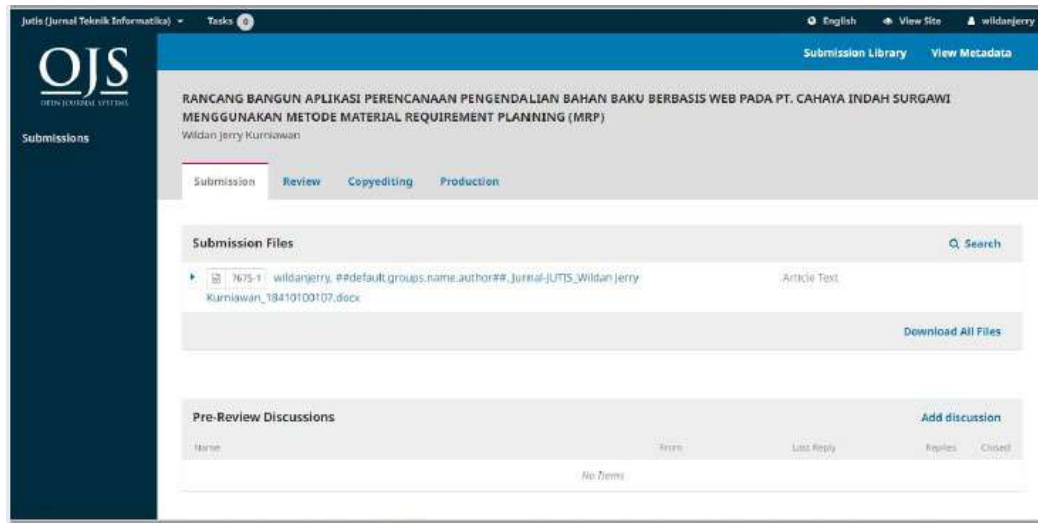 Jutis (Jurnal Teknik Informatika) Tasks 0 English View Site wildanjerry
OJS
OPEN JOURNAL SYSTEMS
Submission Library View Metadata
Submissions
RANCANG BANGUN APLIKASI PERENCANAAN PENGENDALIAN BAHAN BAKU BERBASIS WEB PADA PT. CAHAYA INDAH SURGAWI
MENGGUNAKAN METODE MATERIAL REQUIREMENT PLANNING (MRP)
Wildan Jerry Kurniawan
Submission Review Copyediting Production
Submission Files Search
7675-1 wildanjerry, ##default.groups.name.author##, Jurnal-JUTIS_Wildan Jerry Article Text
Kurniawan_18410100107.docx
Download All Files
Pre-Review Discussions Add discussion
Name From Last Reply Replies Closed
No Items